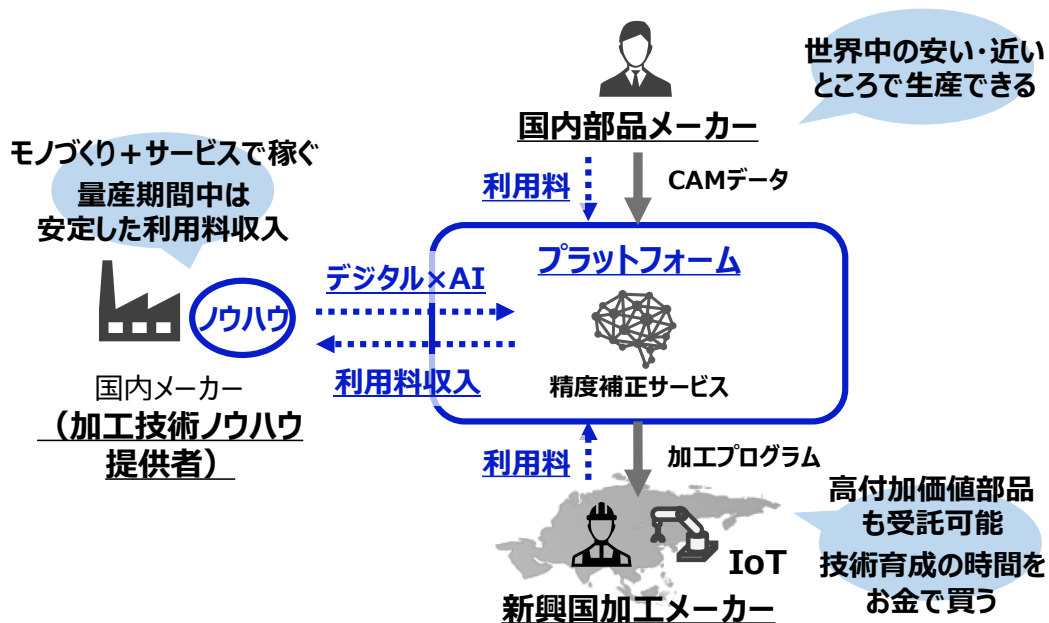 世界中の安い・近い
ところで生産できる
国内部品メーカー
モノづくり＋サービスで稼ぐ
量産期間中は
安定した利用料収入
利用料
CAMデータ
プラットフォーム
デジタル×AI
ノウハウ
利用料収入
精度補正サービス
国内メーカー
（加工技術ノウハウ
提供者）
利用料
加工プログラム
高付加価値部品
も受託可能
技術育成の時間を
お金で買う
IoT
新興国加工メーカー